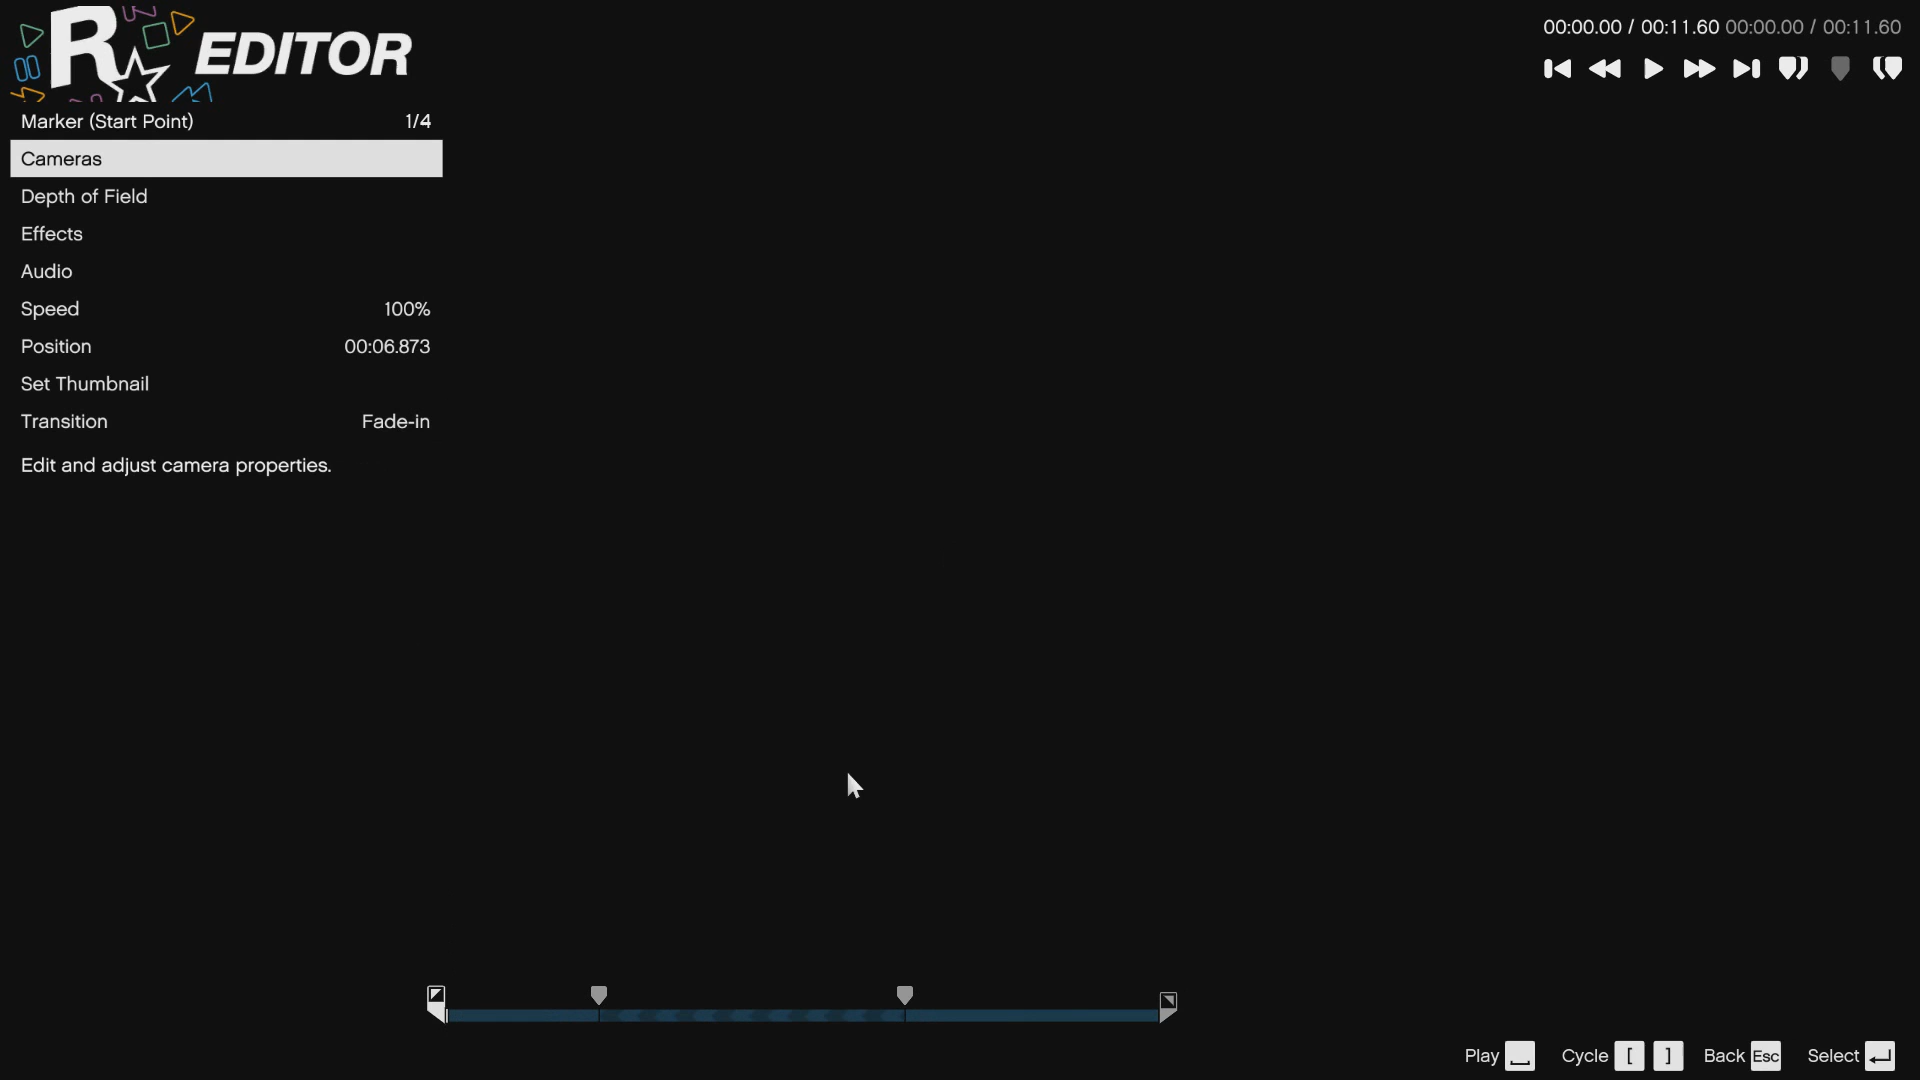 R EDITOR
00:00.00 / 00:11.60 00:00.00 / 00:11.60
Marker (Start Point) 1/4
Cameras
Depth of Field
Effects
Audio
Speed 100%
Position 00:06.873
Set Thumbnail
Transition Fade-in
Edit and adjust camera properties.
Play Cycle [ ] Back Esc Select